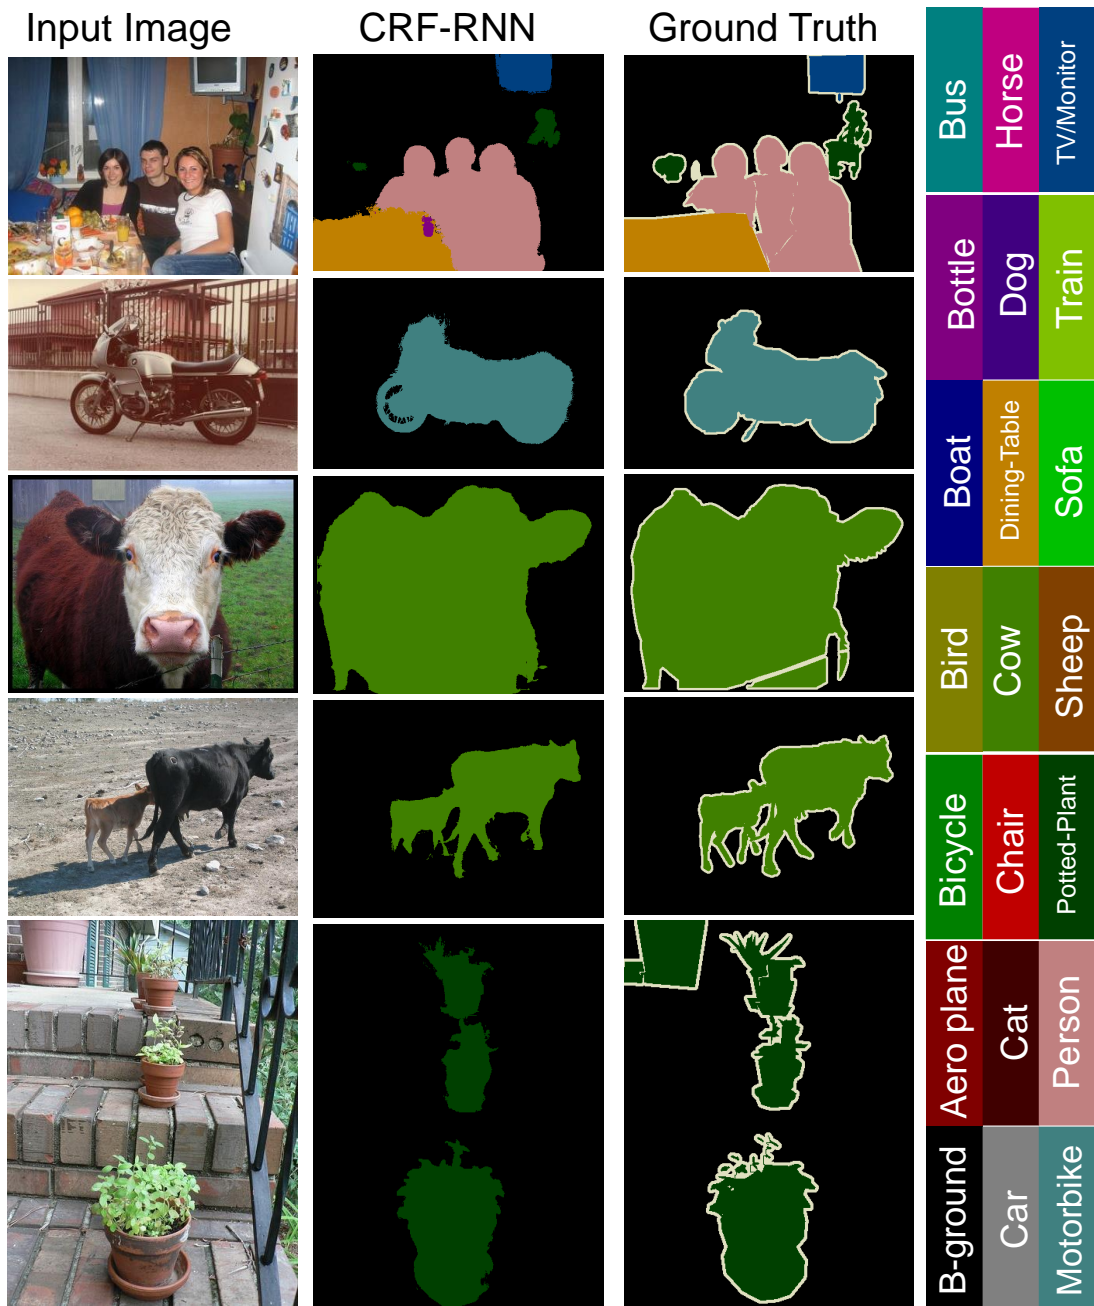 Input Image
CRF-RNN
Ground Truth
Bus
Horse
TV/Monitor
Bottle
Dog
Train
Boat
Dining-Table
Sofa
Bird
Cow
Sheep
Bicycle
Chair
Potted-Plant
Aero plane
Cat
Person
B-ground
Car
Motorbike